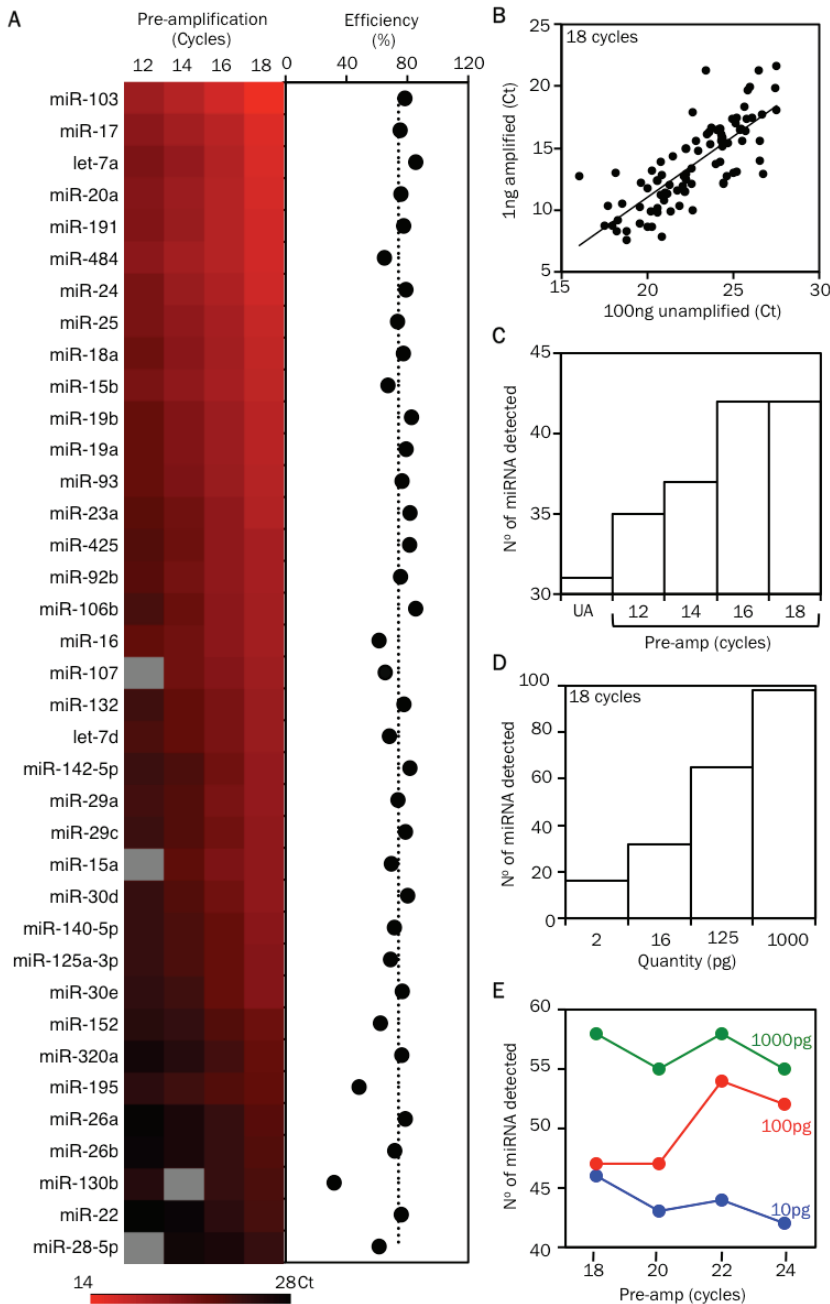 A
Pre-amplification
(Cycles)
12 14 16 18
Efficiency
(%)
0 40 80 120
miR-103
miR-17
let-7a
miR-20a
miR-191
miR-484
miR-24
miR-25
miR-18a
miR-15b
miR-19b
miR-19a
miR-93
miR-23a
miR-425
miR-92b
miR-106b
miR-16
miR-107
miR-132
let-7d
miR-142-5p
miR-29a
miR-29c
miR-15a
miR-30d
miR-140-5p
miR-125a-3p
miR-30e
miR-152
miR-320a
miR-195
miR-26a
miR-26b
miR-130b
miR-22
miR-28-5p
14 28Ct
B
18 cycles
1ng amplified (Ct)
25
20
15
10
5
15 20 25 30
100ng unamplified (Ct)
C
Nº of miRNA detected
45
40
35
30
UA 12 14 16 18
Pre-amp (cycles)
D
18 cycles
Nº of miRNA detected
100
80
60
40
20
0
2 16 125 1000
Quantity (pg)
E
Nº of miRNA detected
60
55
50
46
40
1000pg
100pg
10pg
18 20 22 24
Pre-amp (cycles)